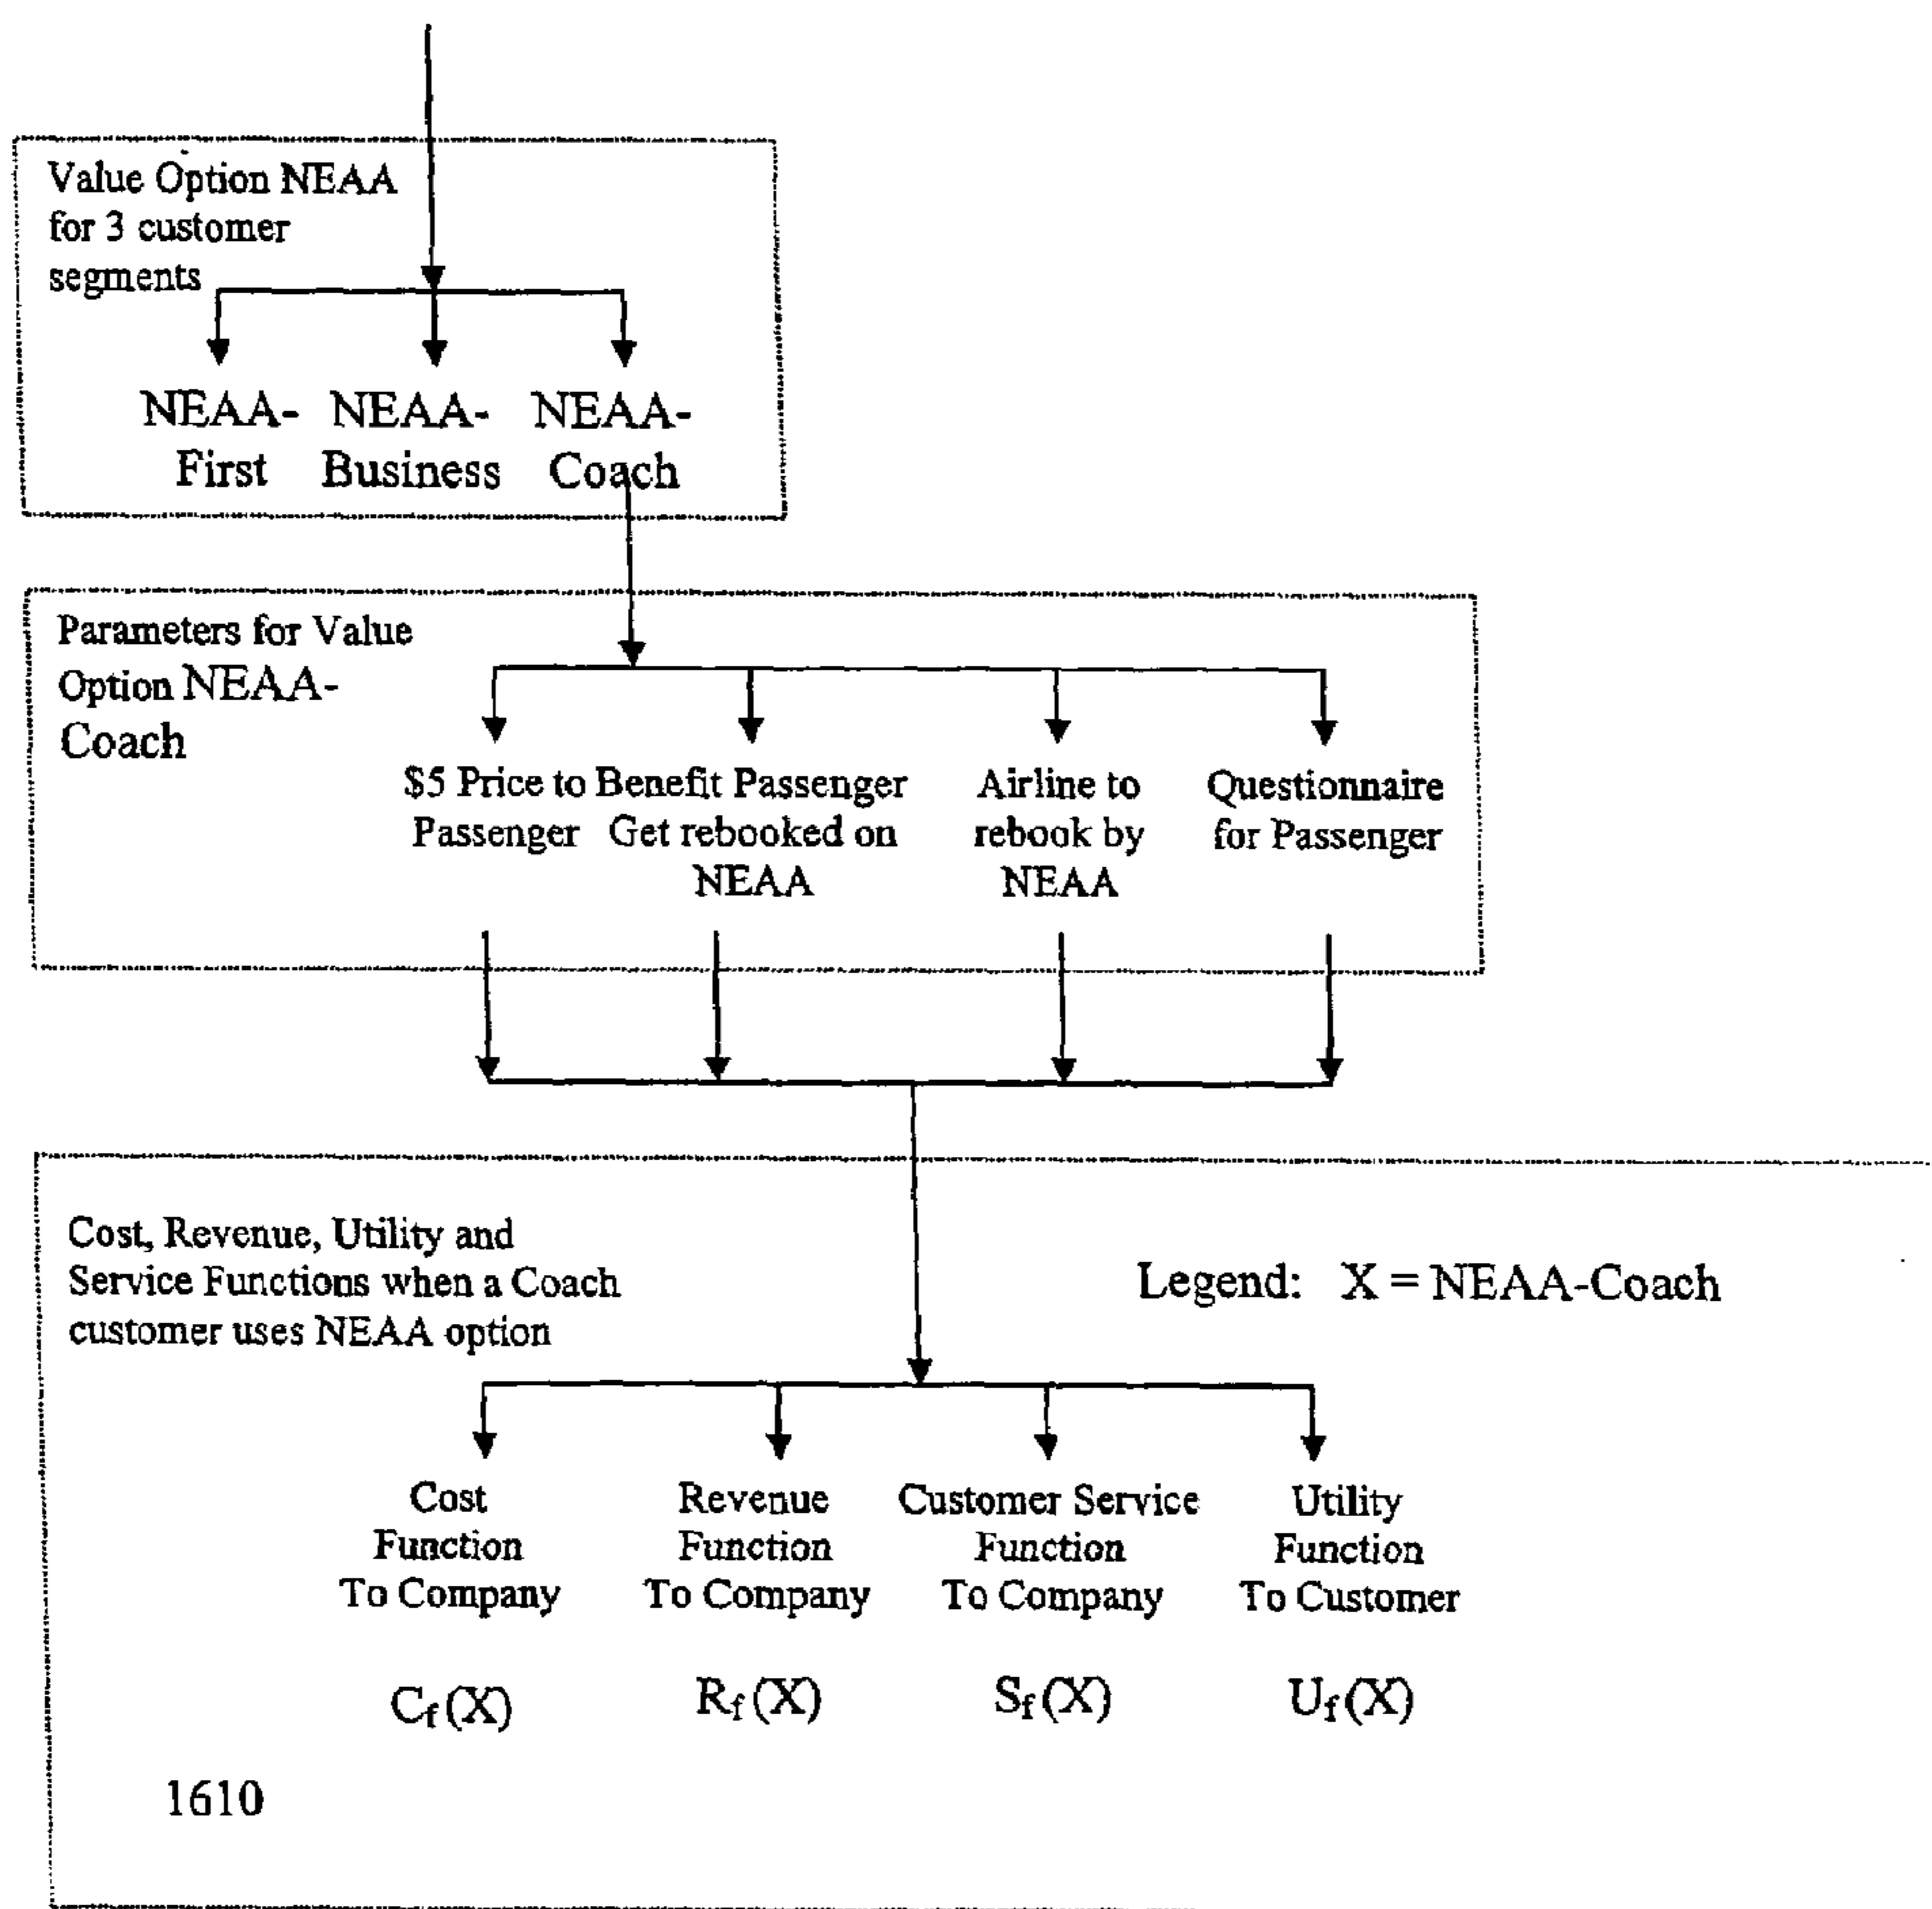 Value Option NEAA
for 3 customer
segments
NEAA- NEAA- NEAA-
First Business Coach
Parameters for Value
Option NEAA-
Coach
$5 Price to Benefit Passenger Airline to Questionnaire
Passenger Get rebooked on rebook by for Passenger
NEAA NEAA
Cost, Revenue, Utility and
Service Functions when a Coach
customer uses NEAA option
Legend: X = NEAA-Coach
Cost Revenue Customer Service Utility
Function Function Function Function
To Company To Company To Company To Customer
Cf (X) Rf (X) Sf (X) Uf (X)
1610